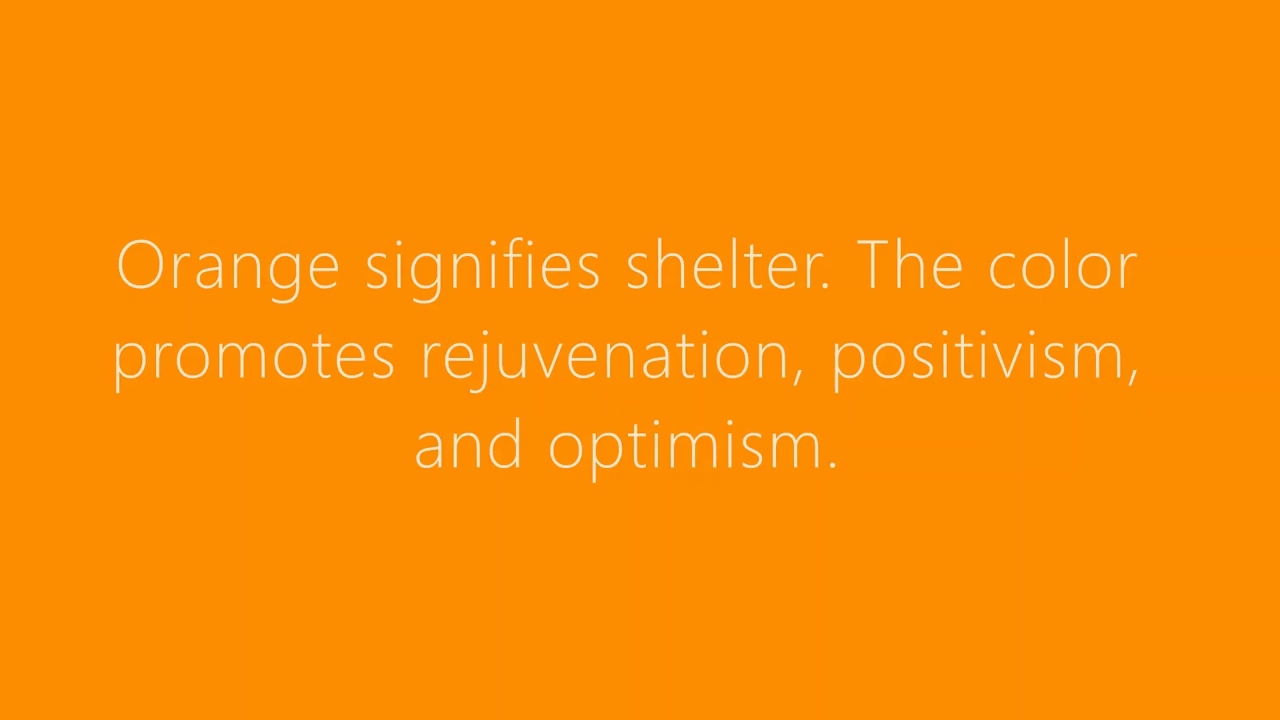 Orange signifies shelter. The color
promotes rejuvenation, positivism,
and optimism.